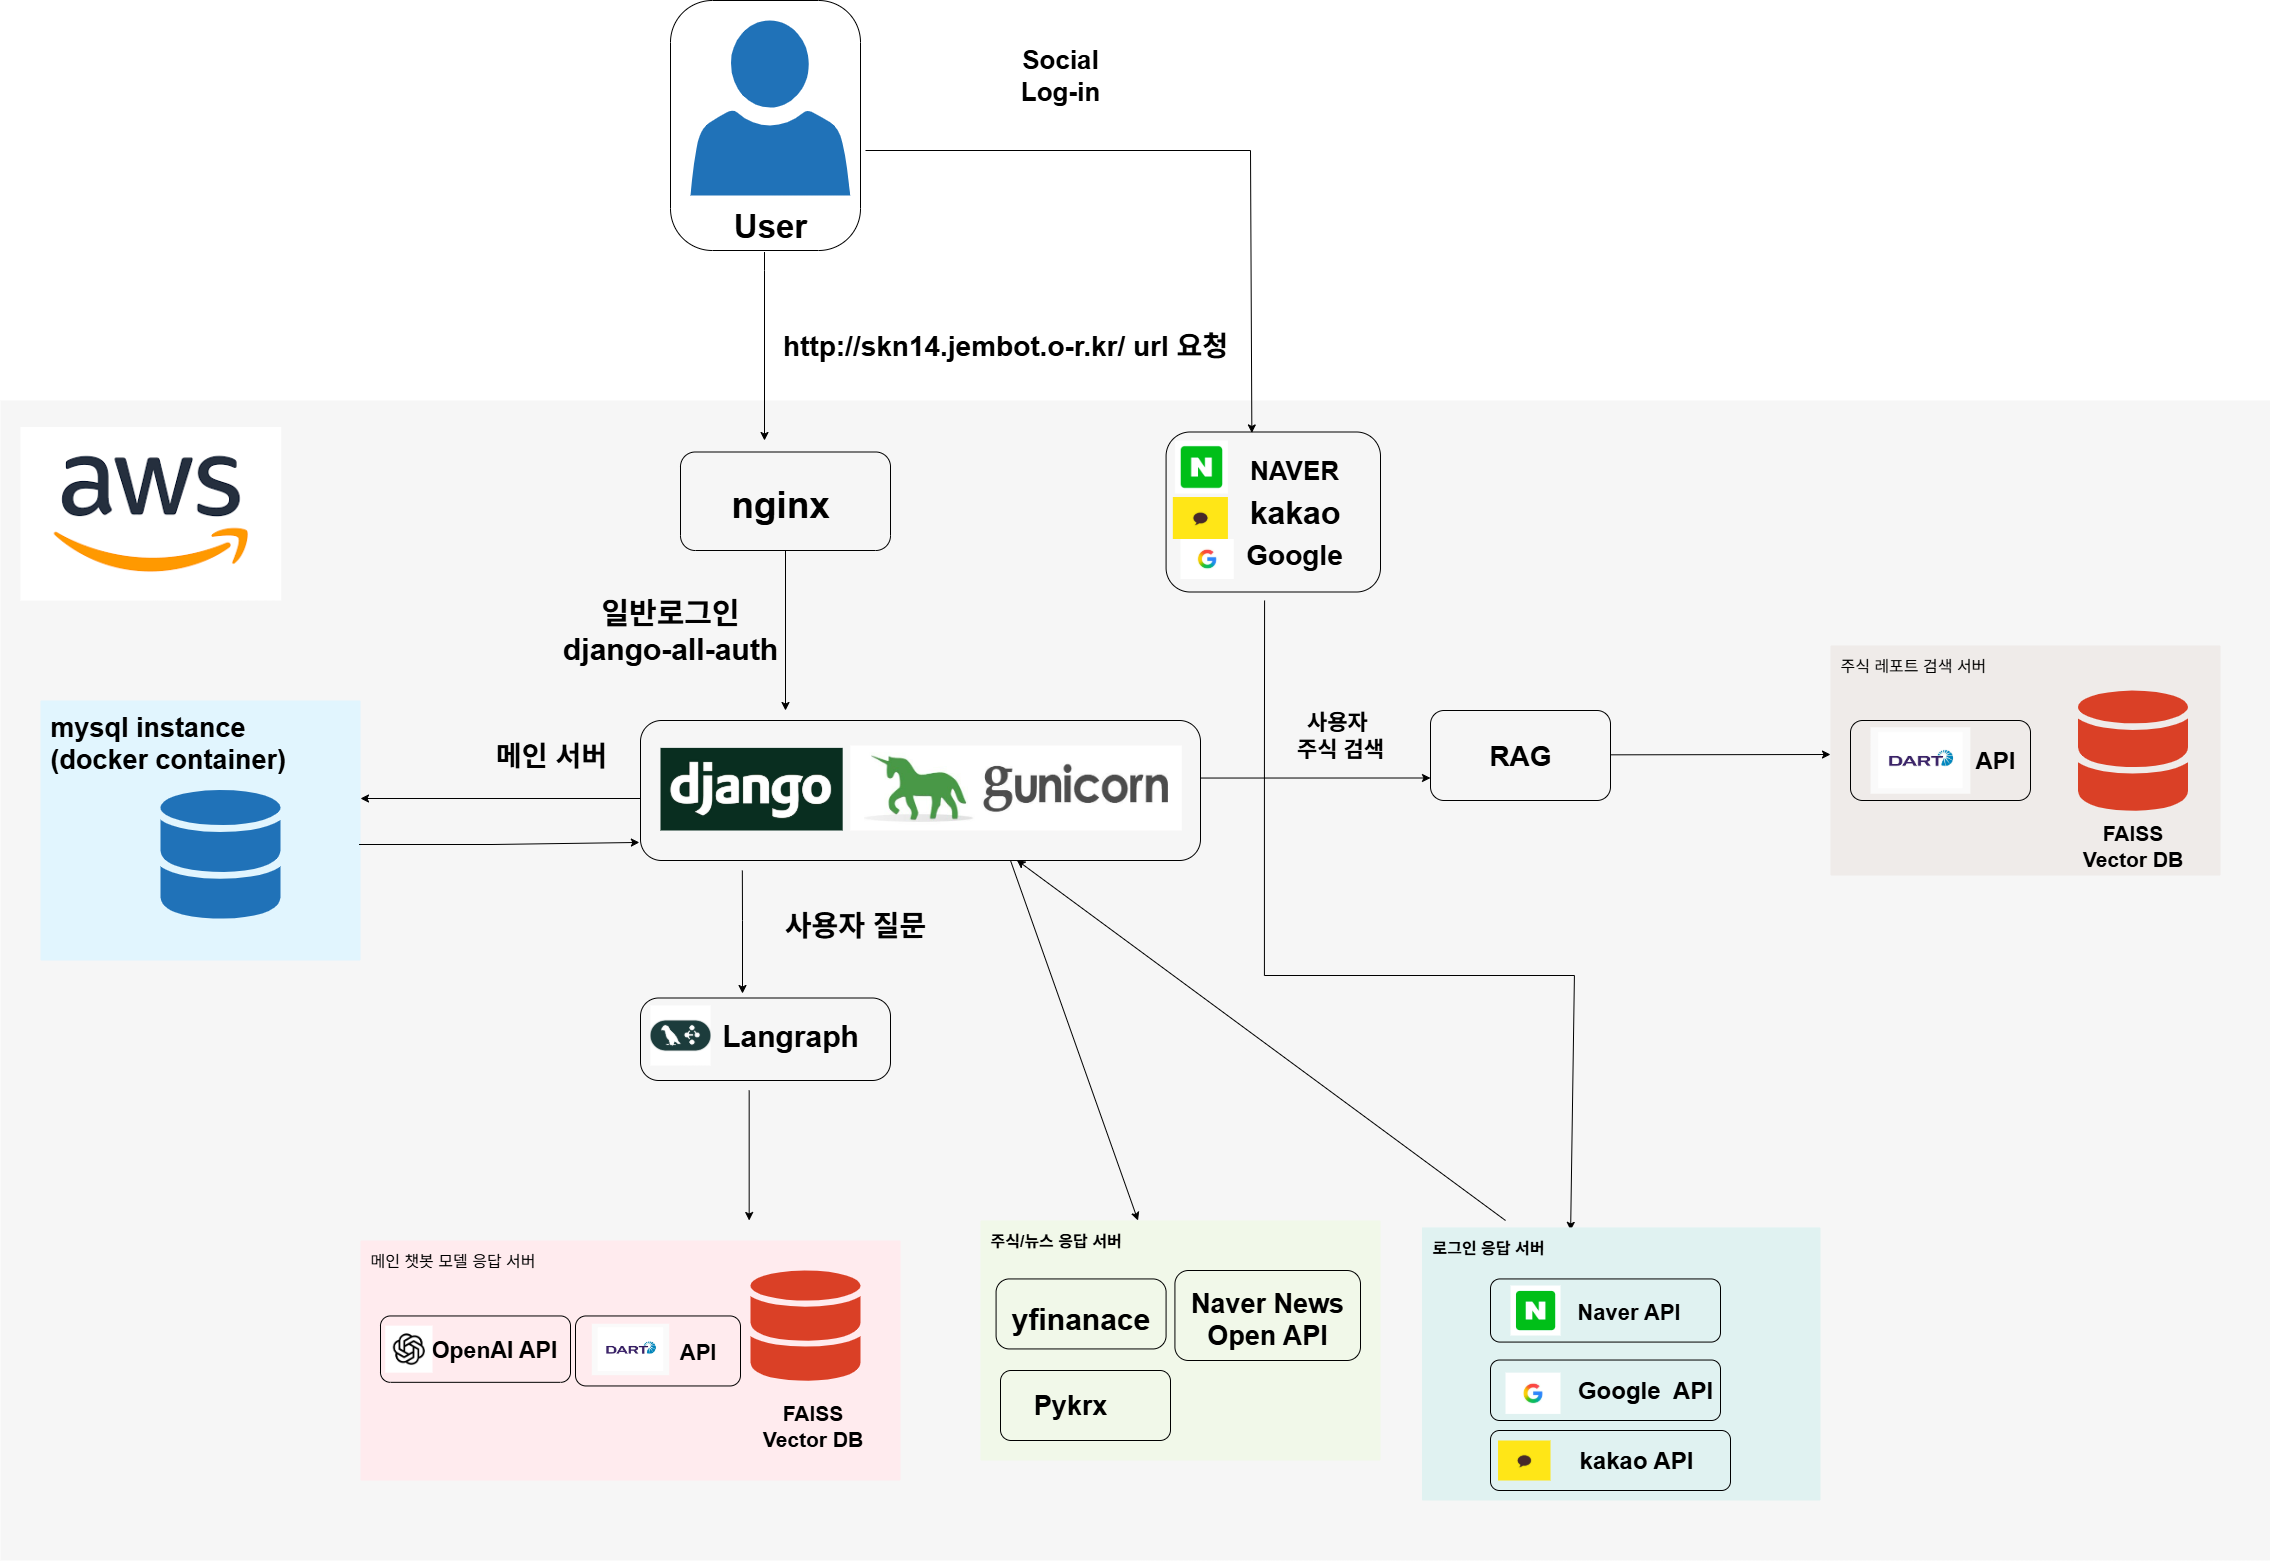 Social
Log-in
User
http://skn14.jembot.o-r.kr/ url 요청
aws
nginx
NAVER
kakao
Google
일반로그인
django-all-auth
mysql instance
(docker container)
메인 서버
django
gunicorn
사용자
주식 검색
RAG
주식 레포트 검색 서버
DART
API
FAISS
Vector DB
사용자 질문
Langraph
메인 챗봇 모델 응답 서버
OpenAI API
DART
API
FAISS
Vector DB
주식/뉴스 응답 서버
yfinanace
Naver News
Open API
Pykrx
로그인 응답 서버
N
Naver API
Google API
kakao API